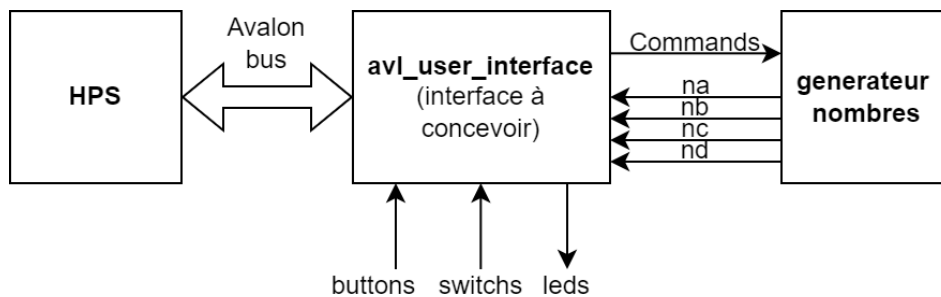 HPS
Avalon
bus
avl_user_interface
(interface à
concevoir)
Commands
na
nb
nc
nd
generateur
nombres
buttons
switchs
leds